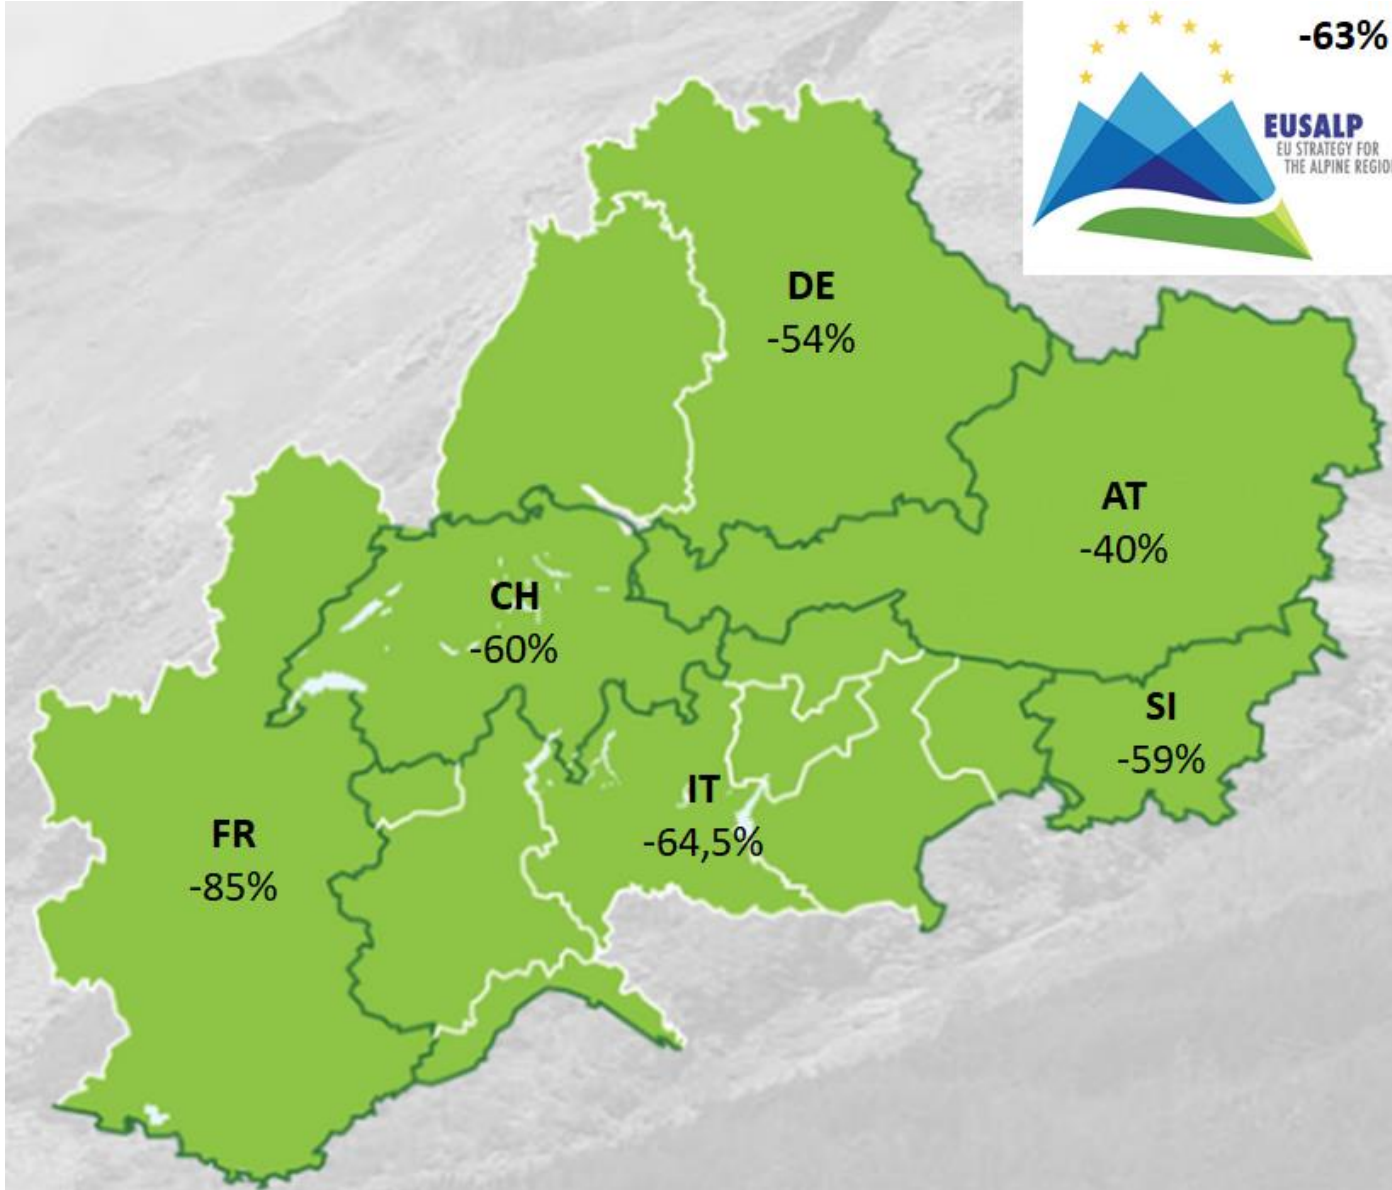 -63%
EUSALP
EU STRATEGY FOR
THE ALPINE REGION
DE
-54%
AT
-40%
CH
-60%
SI
-59%
IT
-64,5%
FR
-85%